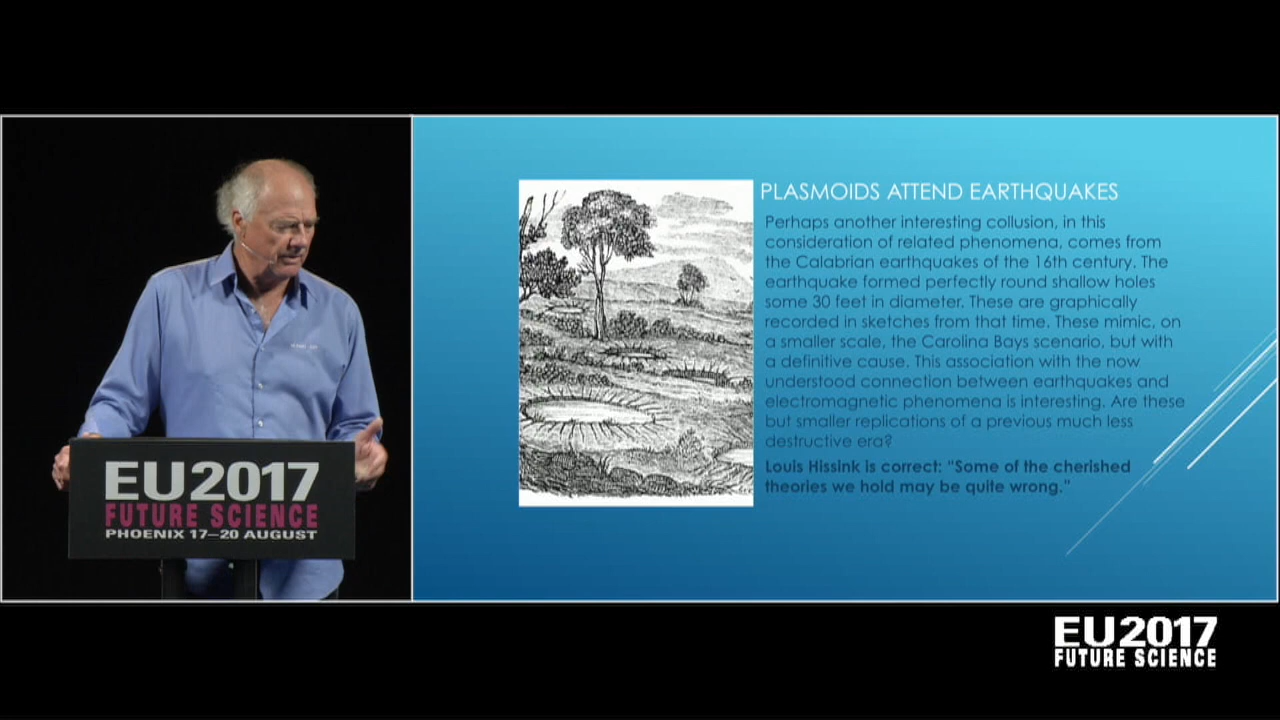 PLASMOIDS ATTEND EARTHQUAKES
Perhaps another interesting collusion, in this
consideration of related phenomena, comes from
the Calabrian earthquakes of the 16th century. The
earthquake formed perfectly round shallow holes
some 30 feet in diameter. These are graphically
recorded in sketches from that time. These mimic, on
a smaller scale, the Carolina Bays scenario, but with
a definitive cause. This association with the now
understood connection between earthquakes and
electromagnetic phenomena is interesting. Are these
but smaller replications of a previous much less
destructive era?
Louis Hissink is correct: "Some of the cherished
theories we hold may be quite wrong."
EU2017
FUTURE SCIENCE
PHOENIX 17–20 AUGUST
EU2017
FUTURE SCIENCE